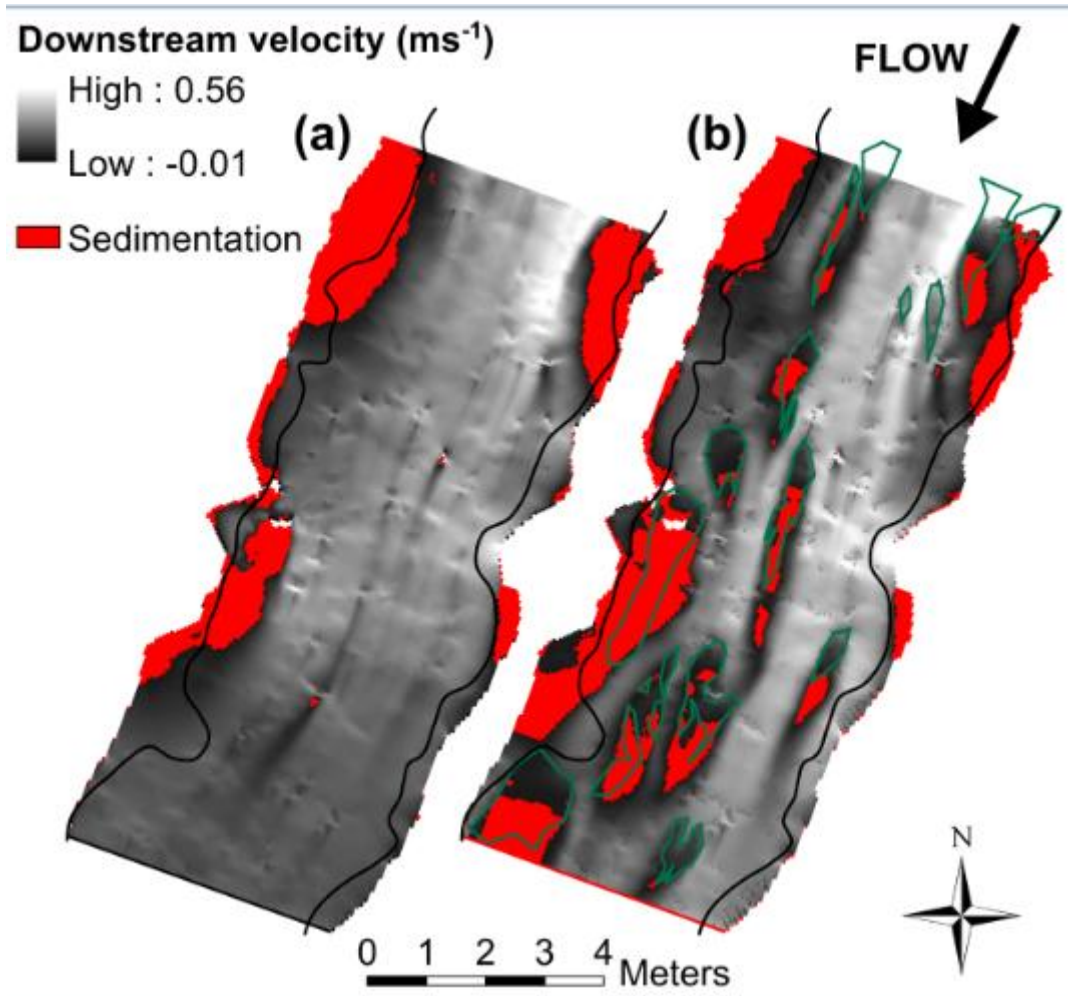 Downstream velocity (ms⁻¹)
High : 0.56
Low : -0.01
Sedimentation
(a)
(b)
FLOW
N
0 1 2 3 4
Meters